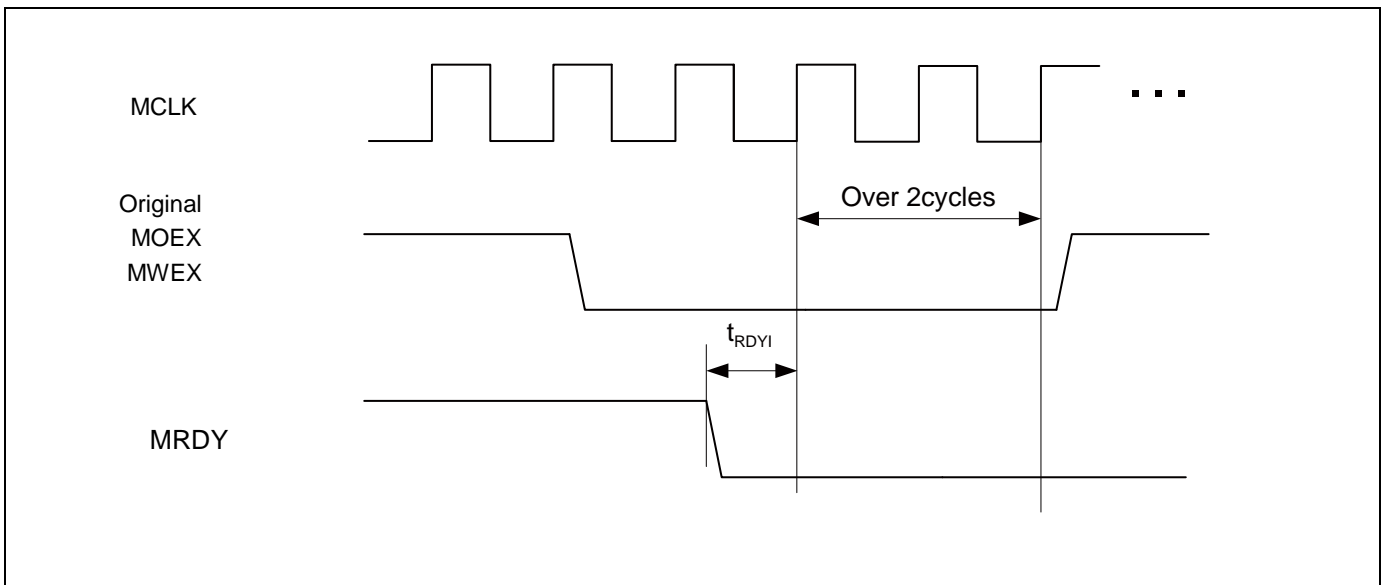 MCLK
Original
MOEX
MWEX
Over 2cycles
tRDYI
MRDY